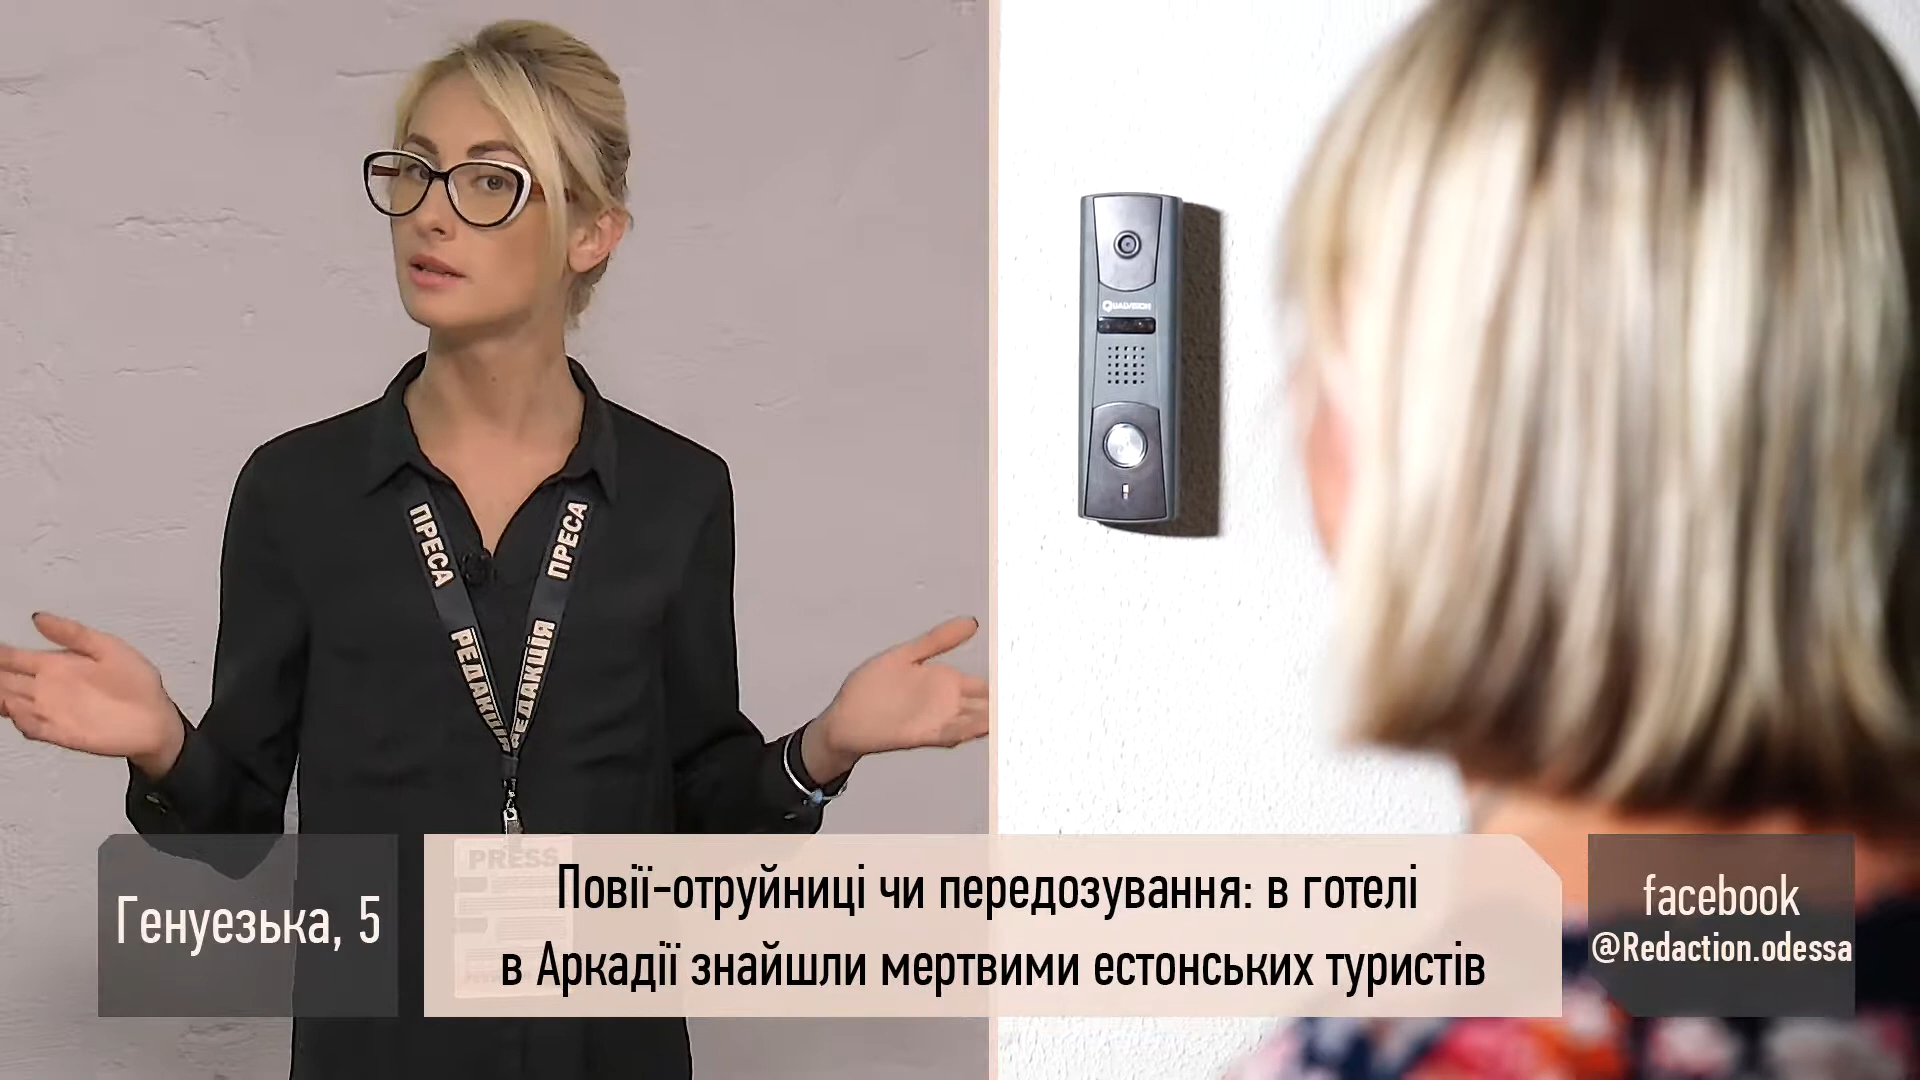 QUALVISION
ПРЕСА
ПРЕСА
РЕДАКЦІЯ
РЕДАКЦІЯ
PRESS
Генуезька, 5
Повії-отруйниці чи передозування: в готелі
в Аркадії знайшли мертвими естонських туристів
facebook
@Redaction.odessa